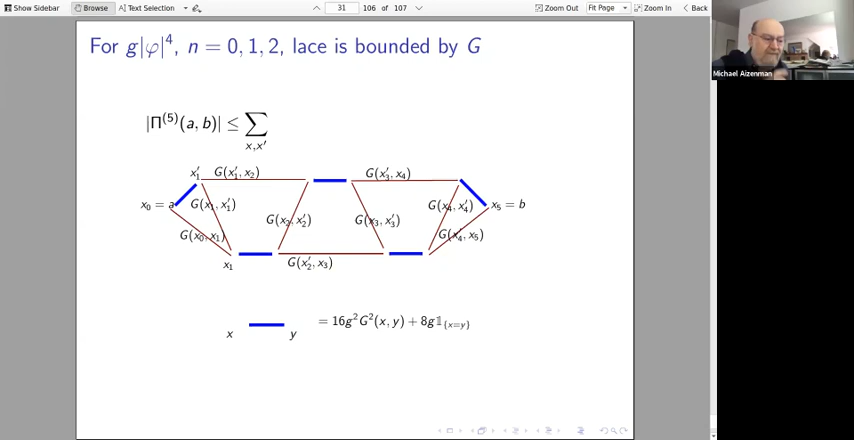 Show Sidebar Browse Text Selection 31 106 of 107 Zoom Out Fit Page Zoom In Back
Michael Aizenman
For g|φ|⁴, n = 0, 1, 2, lace is bounded by G
|Π⁽⁵⁾(a, b)| ≤ ∑
x,x′
x′₁ G(x′₁, x₂) G(x′₃, x₄)
x₀ = a G(x₁, x′₁) G(x₄, x′₄) x₅ = b
G(x₂, x′₂) G(x₃, x′₃)
G(x₀, x₁) G(x′₄, x₅)
x₁ G(x′₂, x₃)
= 16g²G²(x, y) + 8g𝟙{x=y}
x y